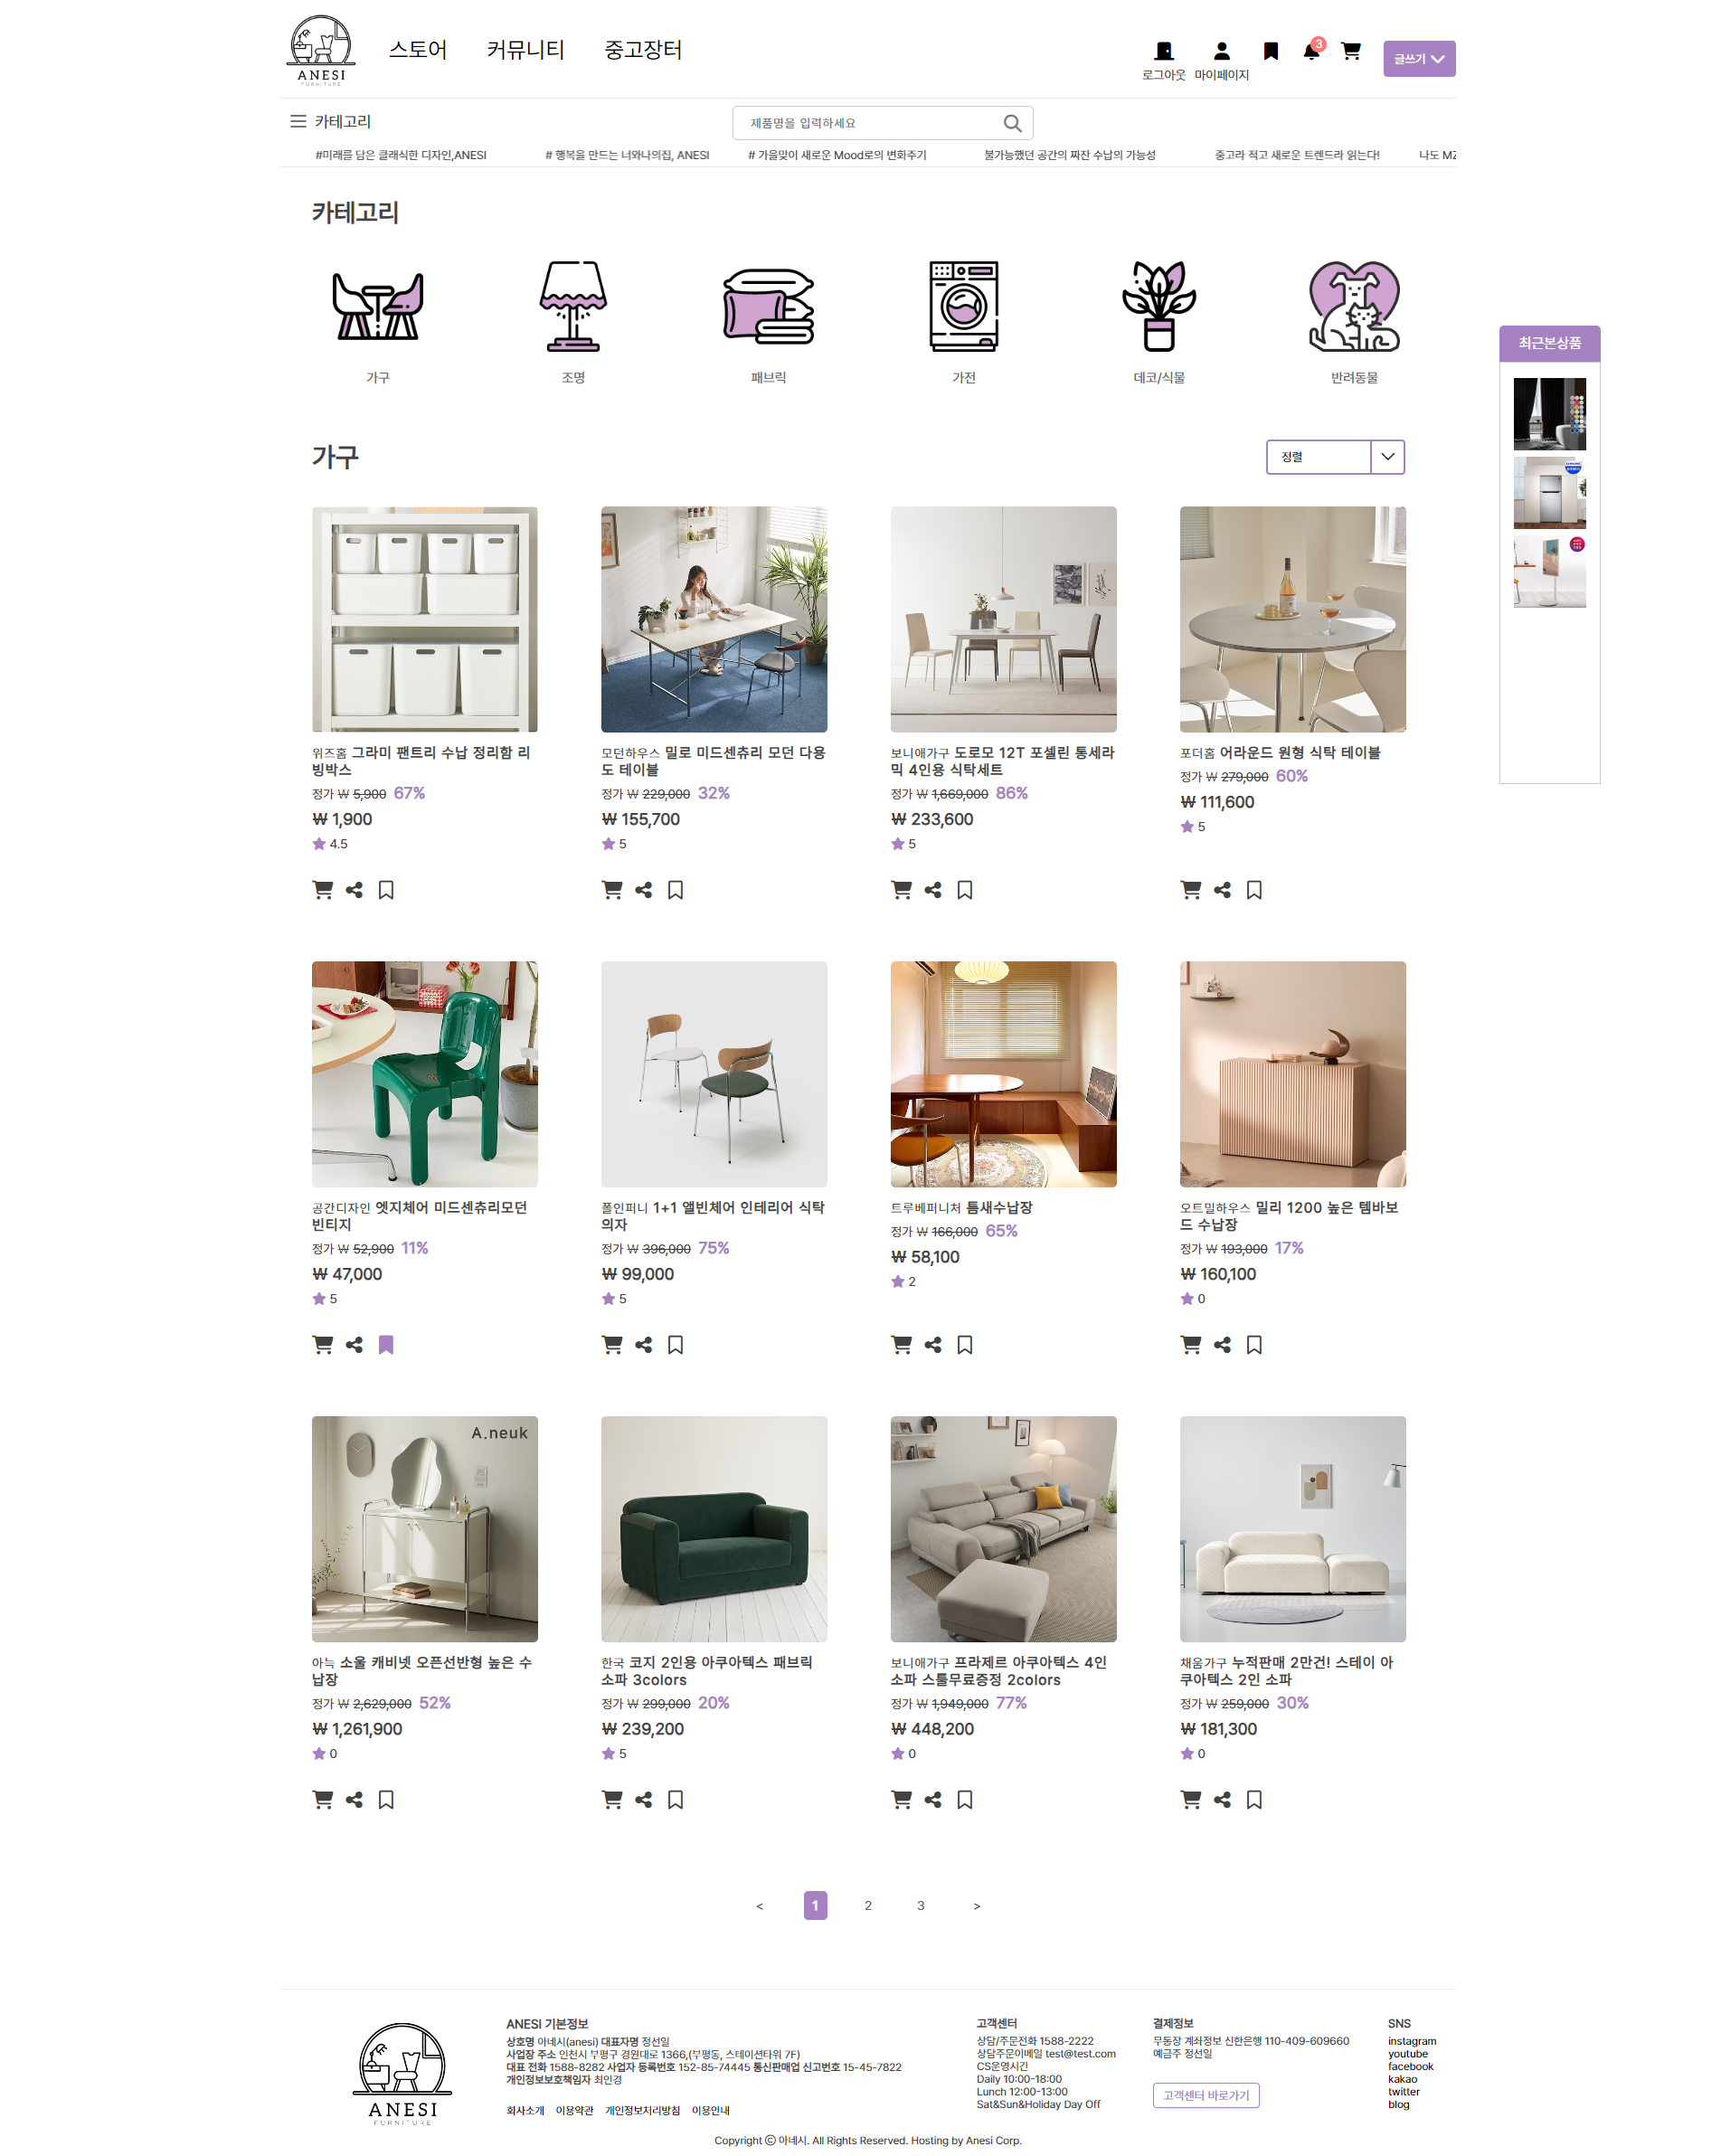 ANESI
FURNITURE
스토어 커뮤니티 중고장터
3
로그아웃 마이페이지
글쓰기
카테고리
제품명을 입력하세요
#미래를 담은 클래식한 디자인,ANESI # 행복을 만드는 너와나의집, ANESI # 가을맞이 새로운 Mood로의 변화주기 불가능했던 공간의 짜잔 수납의 가능성 중고라 적고 새로운 트렌드라 읽는다! 나도 MZ
카테고리
가구 조명 패브릭 가전 데코/식물 반려동물
최근본상품
가구
정렬
위즈홈 그라미 팬트리 수납 정리함 리
빙박스
정가 ₩ 5,900 67%
₩ 1,900
4.5
모던하우스 밀로 미드센츄리 모던 다용
도 테이블
정가 ₩ 229,000 32%
₩ 155,700
5
보니애가구 도로모 12T 포셀린 통세라
믹 4인용 식탁세트
정가 ₩ 1,669,000 86%
₩ 233,600
5
포더홈 어라운드 원형 식탁 테이블
정가 ₩ 279,000 60%
₩ 111,600
5
공간디자인 엣지체어 미드센츄리모던
빈티지
정가 ₩ 52,900 11%
₩ 47,000
5
폴인퍼니 1+1 앨빈체어 인테리어 식탁
의자
정가 ₩ 396,000 75%
₩ 99,000
5
트루베퍼니처 틈새수납장
정가 ₩ 166,000 65%
₩ 58,100
2
오트밀하우스 밀리 1200 높은 템바보
드 수납장
정가 ₩ 193,000 17%
₩ 160,100
0
A.neuk
아늑 소울 캐비넷 오픈선반형 높은 수
납장
정가 ₩ 2,629,000 52%
₩ 1,261,900
0
한국 코지 2인용 아쿠아텍스 패브릭
소파 3colors
정가 ₩ 299,000 20%
₩ 239,200
5
보니애가구 프라제르 아쿠아텍스 4인
소파 스툴무료증정 2colors
정가 ₩ 1,949,000 77%
₩ 448,200
0
채움가구 누적판매 2만건! 스테이 아
쿠아텍스 2인 소파
정가 ₩ 259,000 30%
₩ 181,300
0
< 1 2 3 >
ANESI
FURNITURE
ANESI 기본정보
상호명 아네시(anesi) 대표자명 정선일
사업장 주소 인천시 부평구 경원대로 1366,(부평동, 스테이션타워 7F)
대표 전화 1588-8282 사업자 등록번호 152-85-74445 통신판매업 신고번호 15-45-7822
개인정보보호책임자 최인경
회사소개 이용약관 개인정보처리방침 이용안내
고객센터
상담/주문전화 1588-2222
상담주문이메일 test@test.com
CS운영시간
Daily 10:00-18:00
Lunch 12:00-13:00
Sat&Sun&Holiday Day Off
결제정보
무통장 계좌정보 신한은행 110-409-609660
예금주 정선일
고객센터 바로가기
SNS
instagram
youtube
facebook
kakao
twitter
blog
Copyright ⓒ 아네시. All Rights Reserved. Hosting by Anesi Corp.